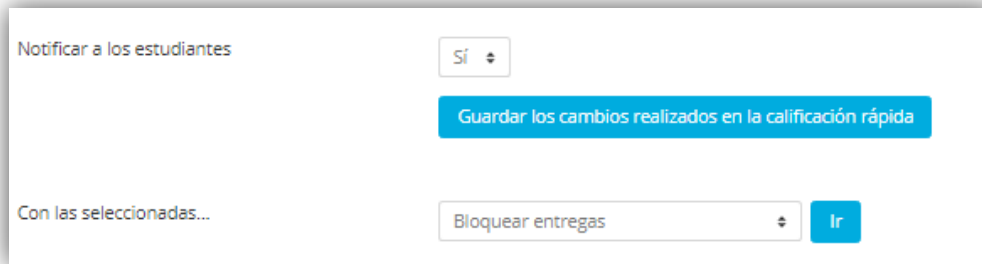 Notificar a los estudiantes
Sí
Guardar los cambios realizados en la calificación rápida
Con las seleccionadas...
Bloquear entregas
Ir